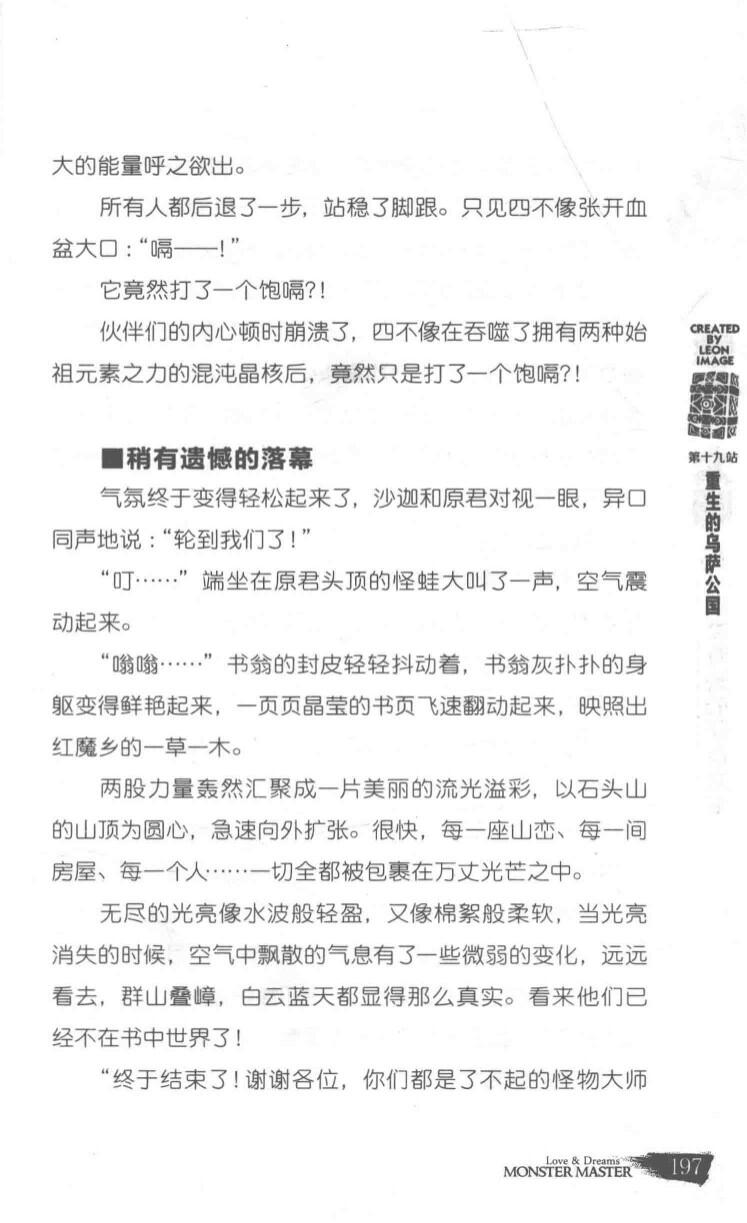 大的能量呼之欲出。
所有人都后退了一步，站稳了脚跟。只见四不像张开血
盆大口：“嗝——！”
它竟然打了一个饱嗝？！
伙伴们的内心顿时崩溃了，四不像在吞噬了拥有两种始
祖元素之力的混沌晶核后，竟然只是打了一个饱嗝？！
■稍有遗憾的落幕
气氛终于变得轻松起来了，沙迦和原君对视一眼，异口
同声地说：“轮到我们了！”
“叮……”端坐在原君头顶的怪蛙大叫了一声，空气震
动起来。
“嗡嗡……”书翁的封皮轻轻抖动着，书翁灰扑扑的身
躯变得鲜艳起来，一页页晶莹的书页飞速翻动起来，映照出
红魔乡的一草一木。
两股力量轰然汇聚成一片美丽的流光溢彩，以石头山
的山顶为圆心，急速向外扩张。很快，每一座山峦、每一间
房屋、每一个人……一切全都被包裹在万丈光芒之中。
无尽的光亮像水波般轻盈，又像棉絮般柔软，当光亮
消失的时候，空气中飘散的气息有了一些微弱的变化，远远
看去，群山叠嶂，白云蓝天都显得那么真实。看来他们已
经不在书中世界了！
“终于结束了！谢谢各位，你们都是了不起的怪物大师
CREATED
BY
LEON
IMAGE
第十九站
重生的乌萨公国
Love & Dreams
MONSTER MASTER
197